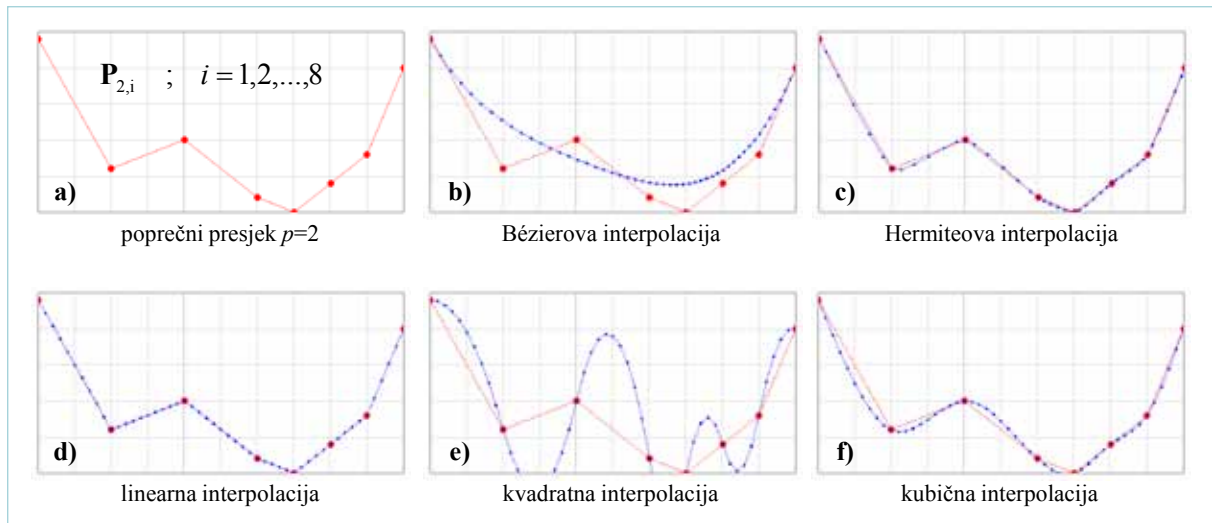 P2,i ; i = 1,2,...,8
a)
b)
c)
poprečni presjek p=2
Bézierova interpolacija
Hermiteova interpolacija
d)
e)
f)
linearna interpolacija
kvadratna interpolacija
kubična interpolacija